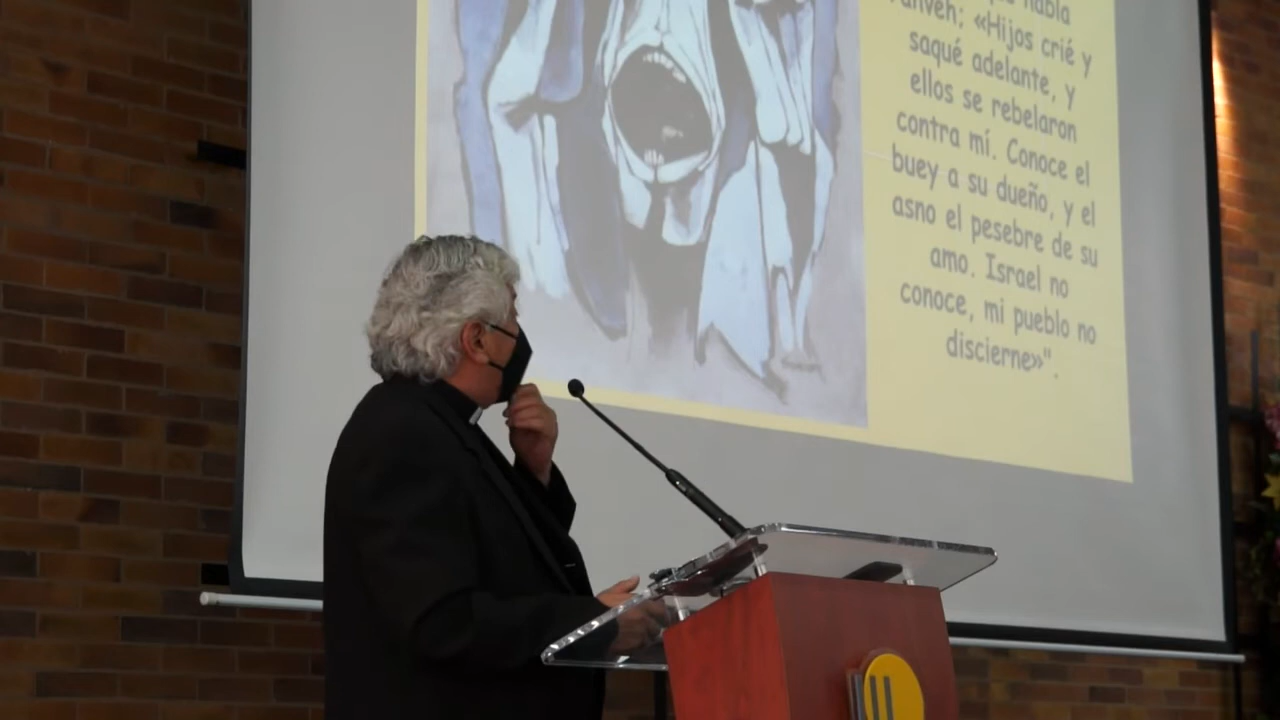 habla
«Hijos crié y
saqué adelante, y
ellos se rebelaron
contra mí. Conoce el
buey a su dueño, y el
asno el pesebre de su
amo. Israel no
conoce, mi pueblo no
discierne»".